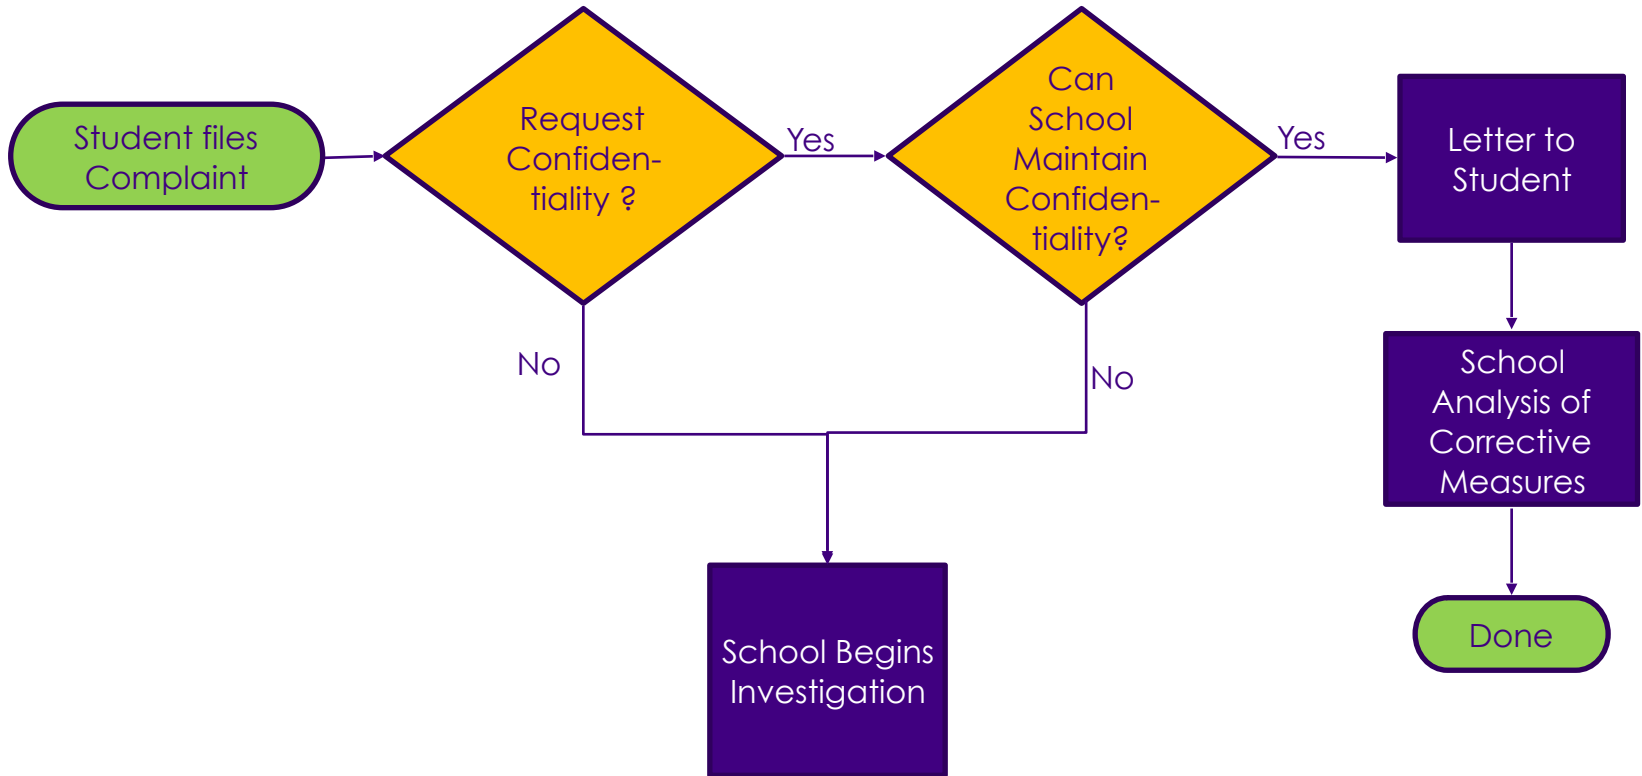 Student files
Complaint
Request
Confiden-
tiality ?
Yes
Can
School
Maintain
Confiden-
tiality?
Yes
Letter to
Student
No
No
School
Analysis of
Corrective
Measures
School Begins
Investigation
Done